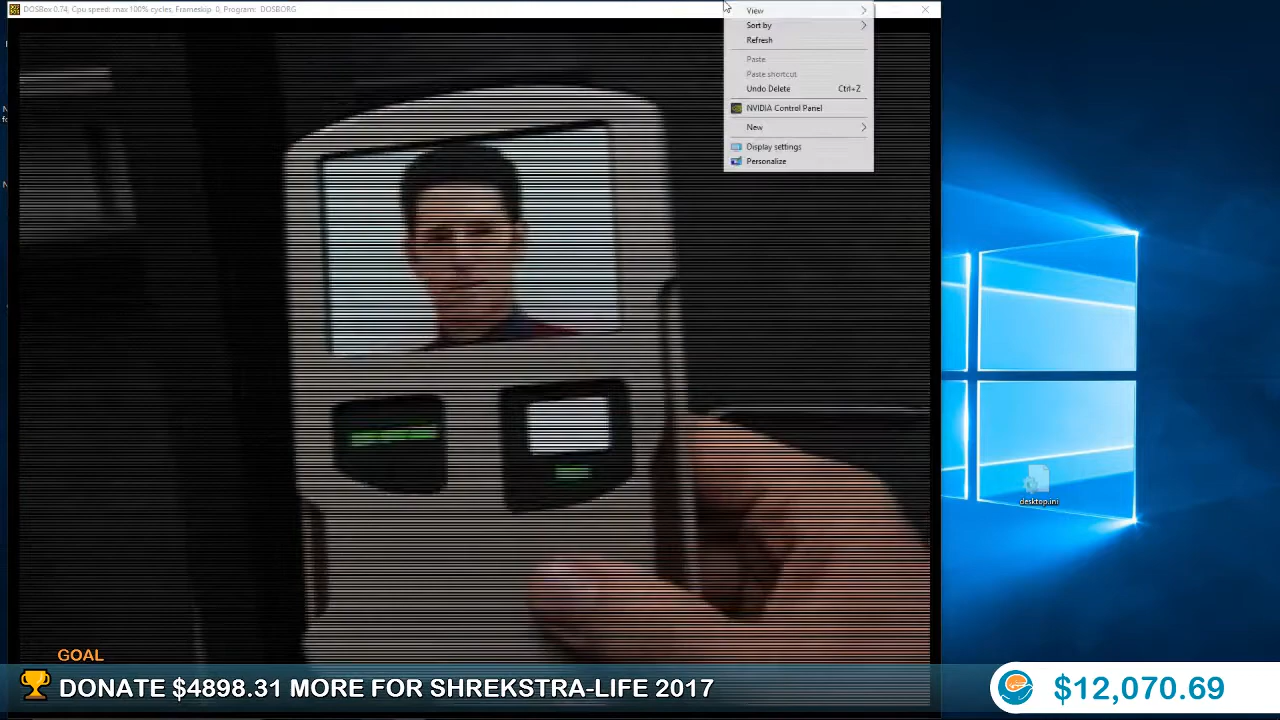 DOSBox 0.74, Cpu speed: max 100% cycles, Frameskip 0, Program: DOSBORG
View
Sort by
Refresh
Paste
Paste shortcut
Undo Delete Ctrl+Z
NVIDIA Control Panel
New
Display settings
Personalize
desktop.ini
GOAL
DONATE $4898.31 MORE FOR SHREKSTRA-LIFE 2017
$12,070.69